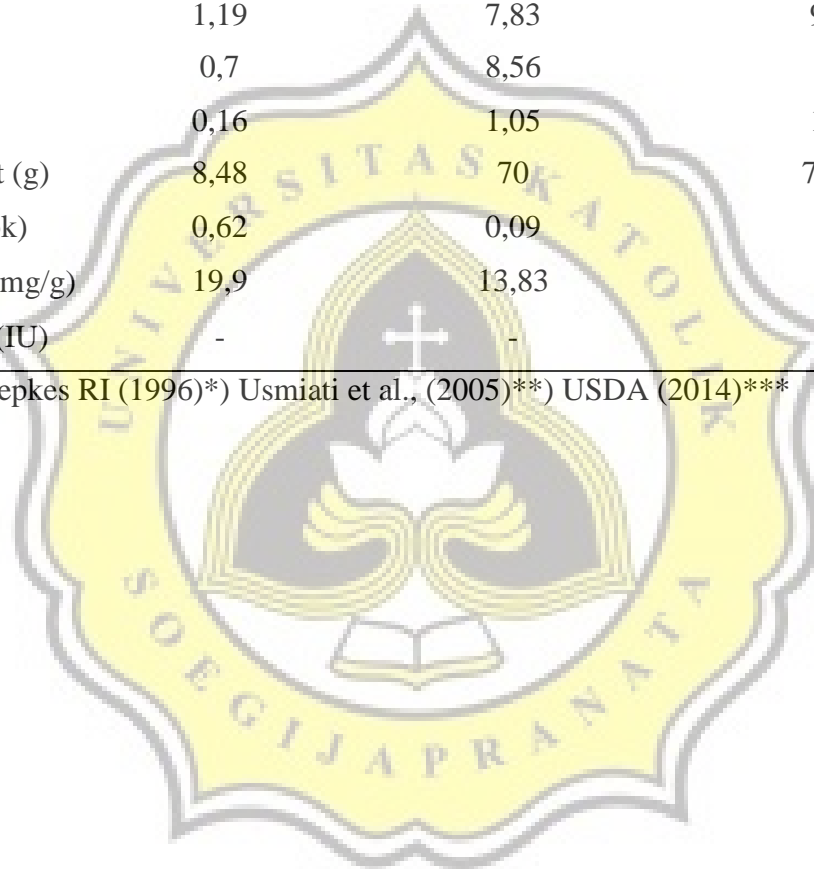 1,19 7,83 9
0,7 8,56
0,16 1,05
t (g) 8,48 70 7
k) 0,62 0,09
mg/g) 19,9 13,83
(IU) - -
epkes RI (1996)*) Usmiati et al., (2005)**) USDA (2014)***
UNIVERSITAS KATOLIK
SOEGIJAPRANATA